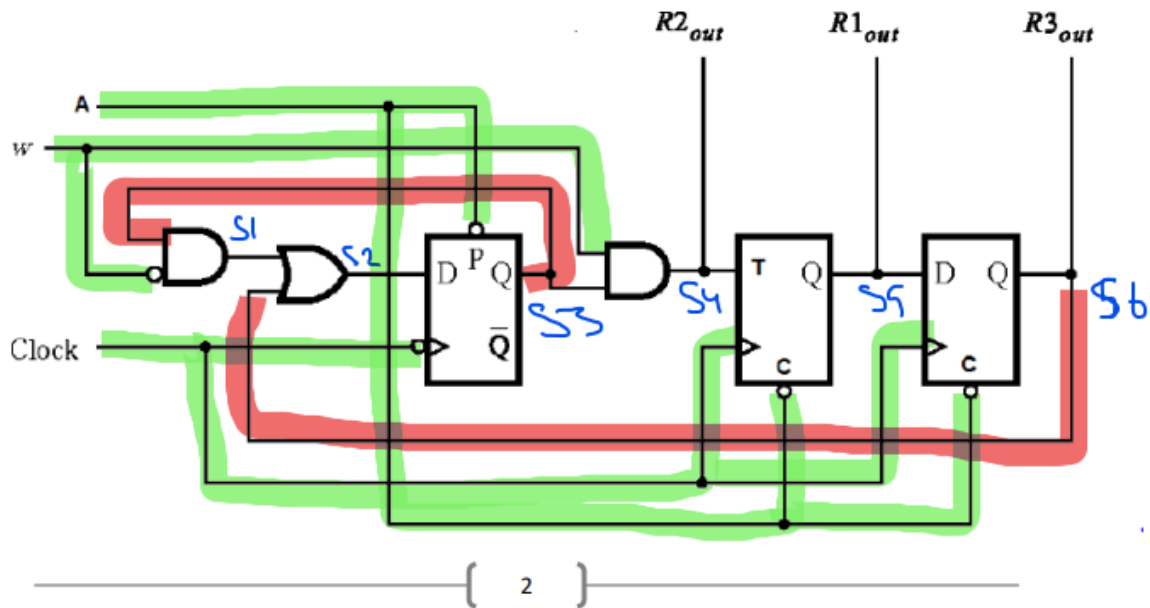 R2out R1out R3out
A
w
S1
S2
P
D Q
T Q
D Q
S3
S4
S5
S6
Clock
Q̅
C
C
2